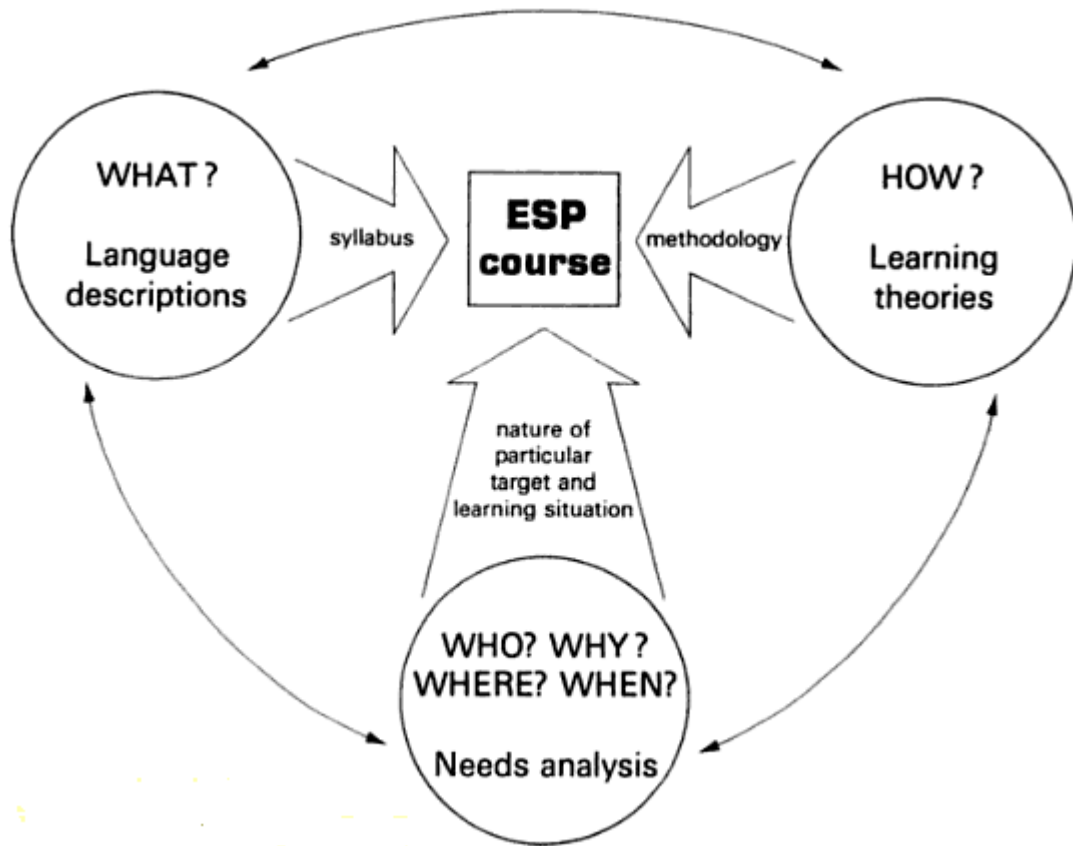 WHAT?
Language
descriptions
syllabus
ESP
course
methodology
HOW?
Learning
theories
nature of
particular
target and
learning situation
WHO? WHY?
WHERE? WHEN?
Needs analysis